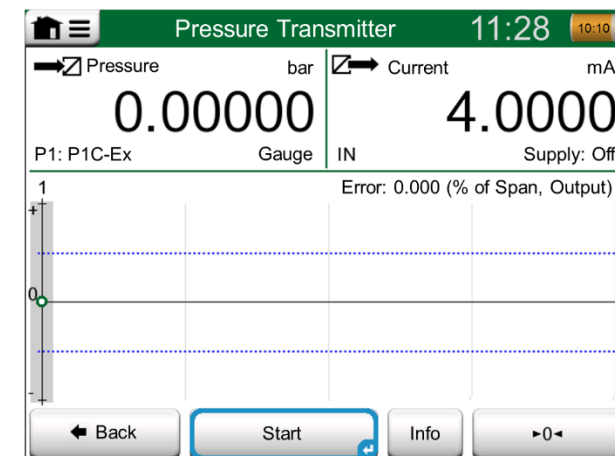 Pressure Transmitter 11:28 10:10
Pressure bar
0.00000
P1: P1C-Ex Gauge
Current mA
4.0000
IN Supply: Off
1 Error: 0.000 (% of Span, Output)
+
0
-
Back Start Info ►0◄